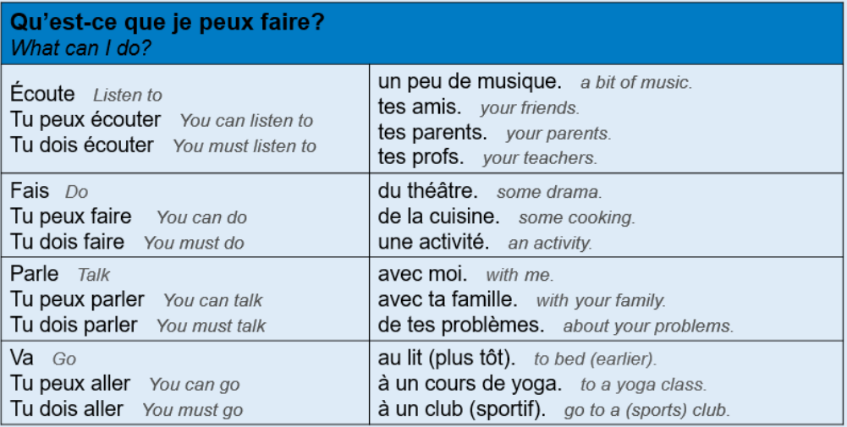 Qu’est-ce que je peux faire?
What can I do?
Écoute Listen to
Tu peux écouter You can listen to
Tu dois écouter You must listen to
un peu de musique. a bit of music.
tes amis. your friends.
tes parents. your parents.
tes profs. your teachers.
Fais Do
Tu peux faire You can do
Tu dois faire You must do
du théâtre. some drama.
de la cuisine. some cooking.
une activité. an activity.
Parle Talk
Tu peux parler You can talk
Tu dois parler You must talk
avec moi. with me.
avec ta famille. with your family.
de tes problèmes. about your problems.
Va Go
Tu peux aller You can go
Tu dois aller You must go
au lit (plus tôt). to bed (earlier).
à un cours de yoga. to a yoga class.
à un club (sportif). go to a (sports) club.